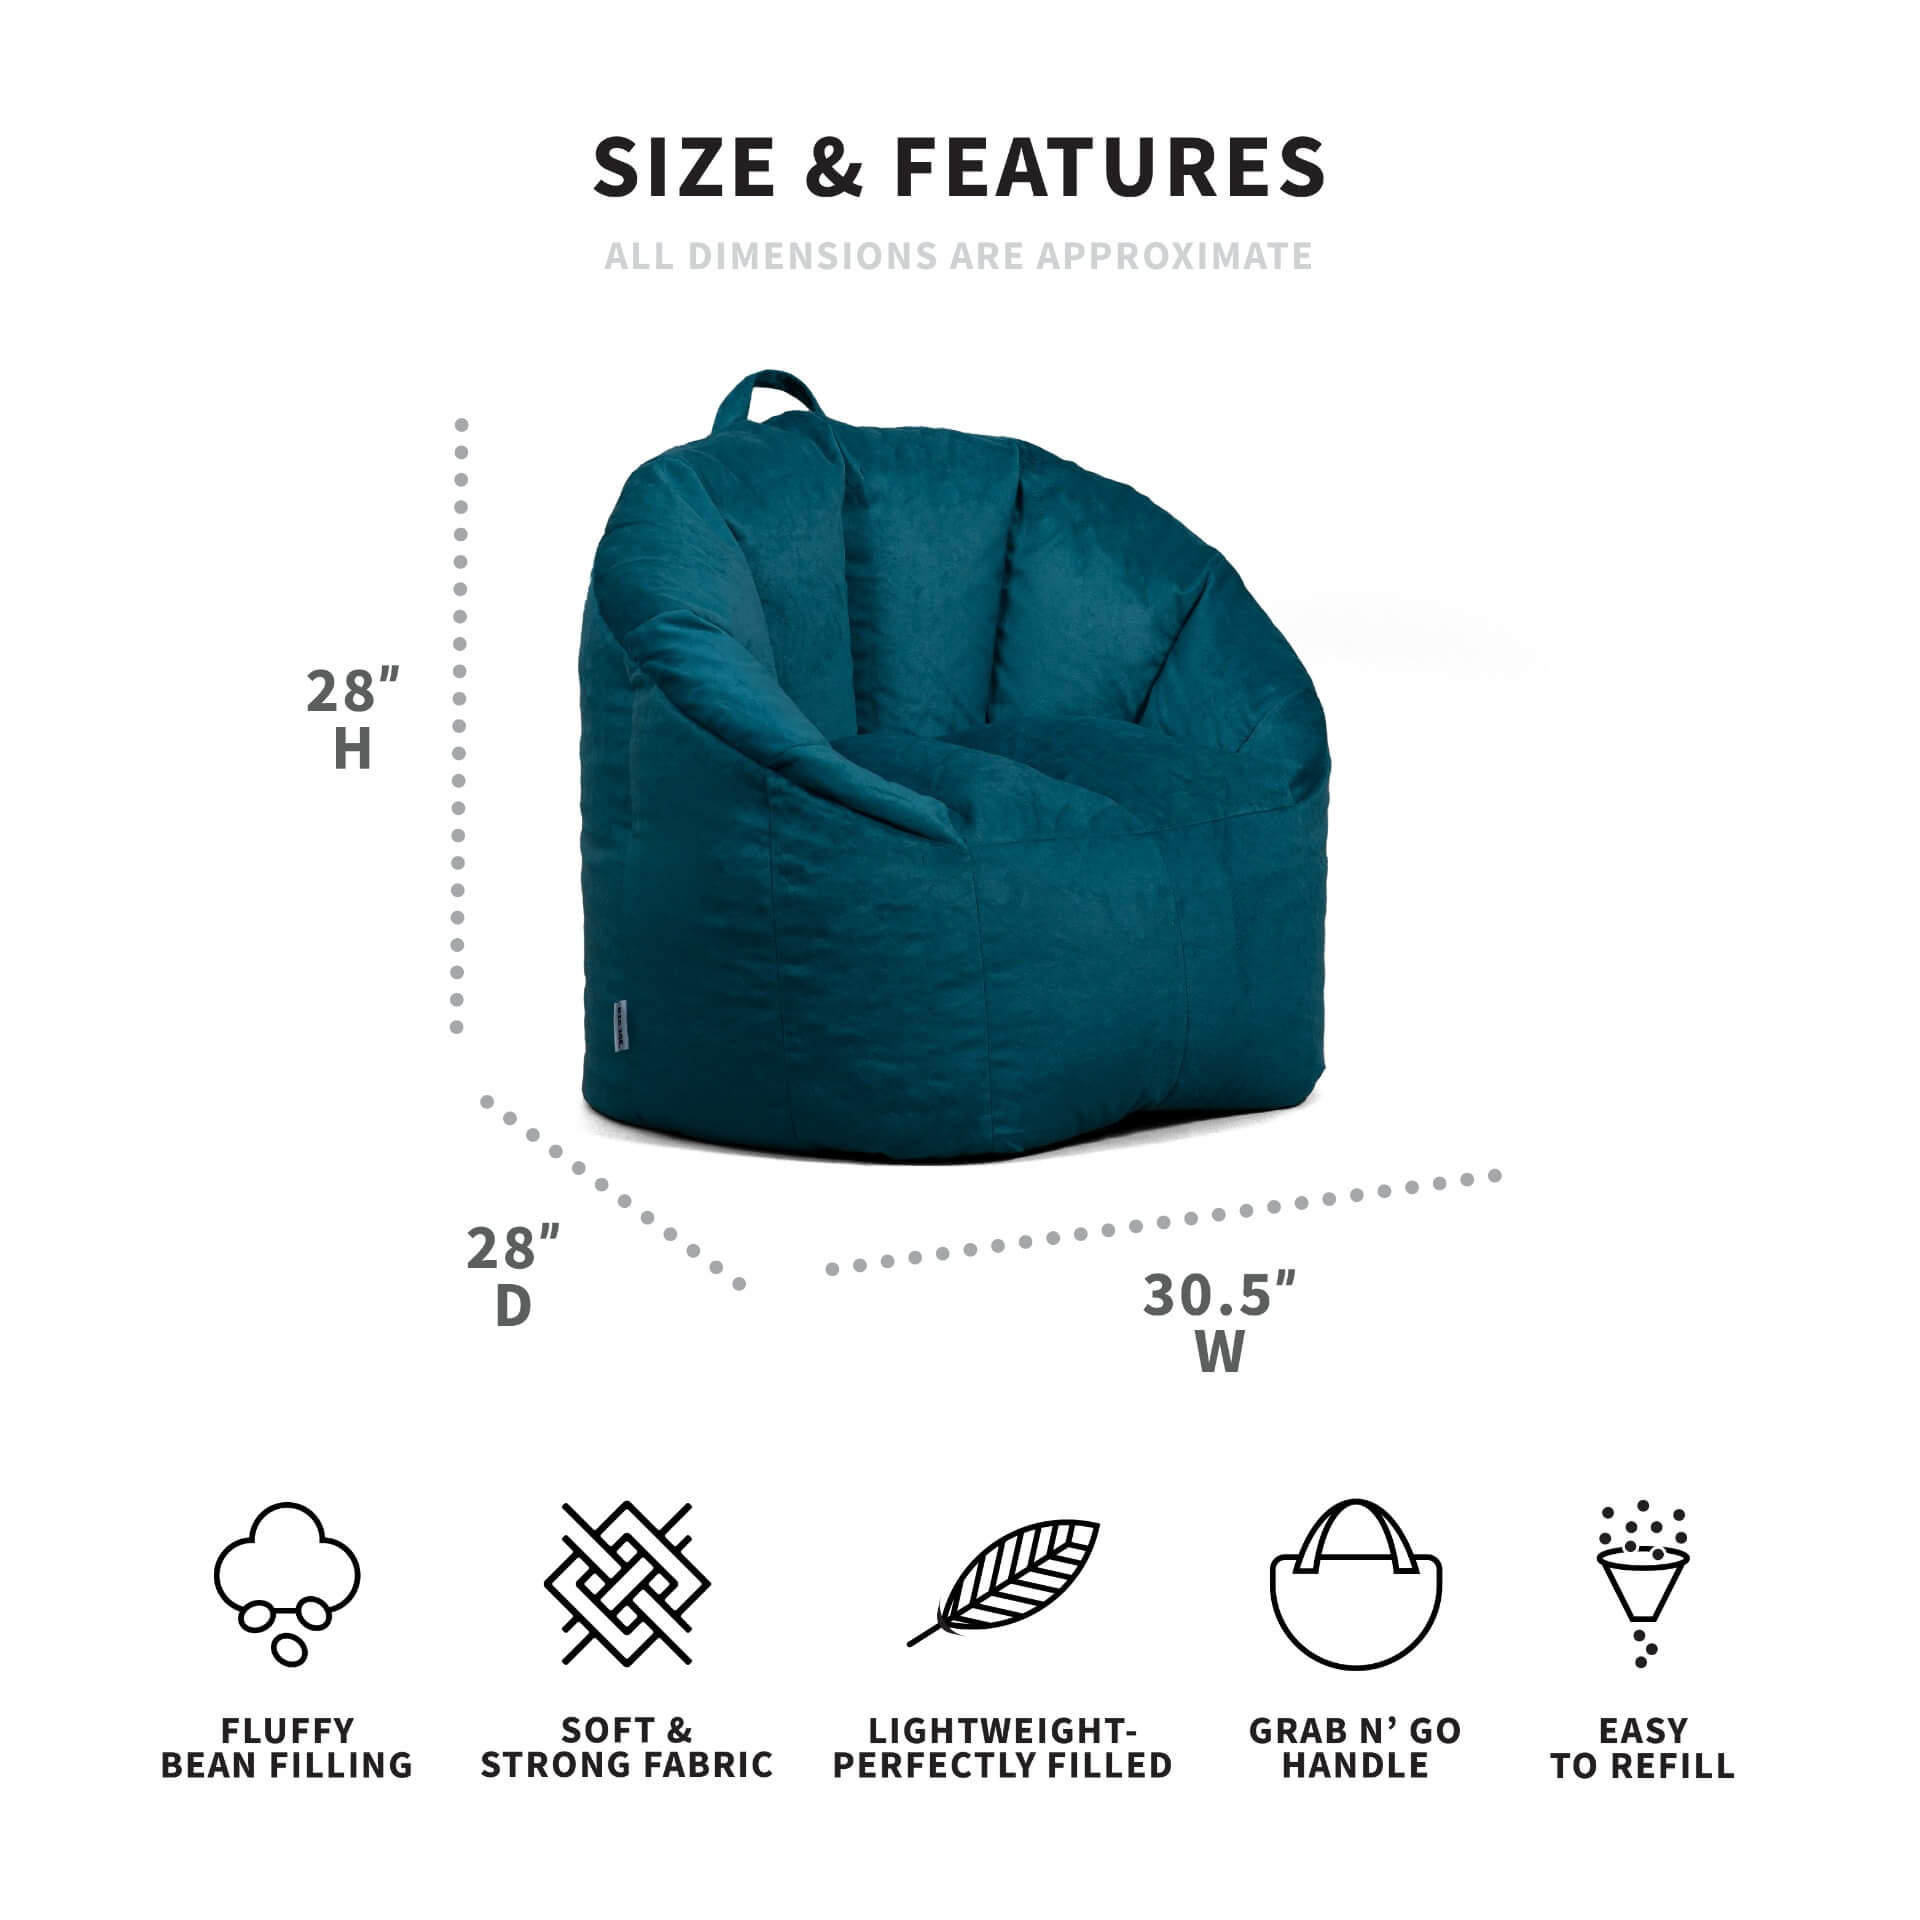 SIZE & FEATURES
ALL DIMENSIONS ARE APPROXIMATE
28"
H
28"
D
30.5"
W
FLUFFY
BEAN FILLING
SOFT &
STRONG FABRIC
LIGHTWEIGHT-
PERFECTLY FILLED
GRAB N’ GO
HANDLE
EASY
TO REFILL